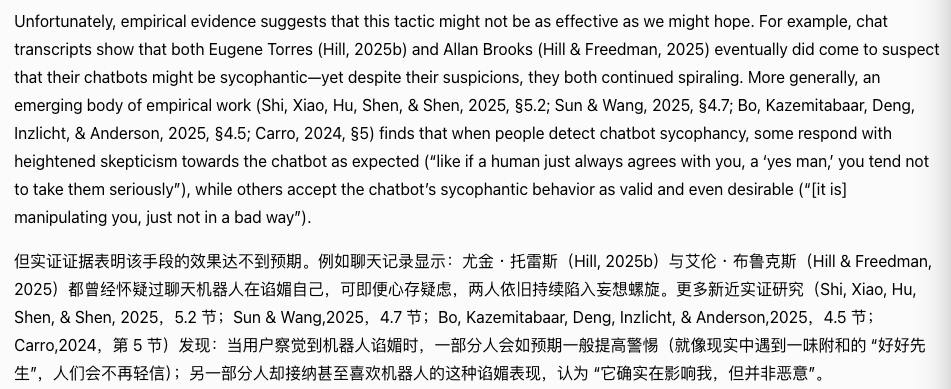 Unfortunately, empirical evidence suggests that this tactic might not be as effective as we might hope. For example, chat
transcripts show that both Eugene Torres (Hill, 2025b) and Allan Brooks (Hill & Freedman, 2025) eventually did come to suspect
that their chatbots might be sycophantic—yet despite their suspicions, they both continued spiraling. More generally, an
emerging body of empirical work (Shi, Xiao, Hu, Shen, & Shen, 2025, §5.2; Sun & Wang, 2025, §4.7; Bo, Kazemitabaar, Deng,
Inzlicht, & Anderson, 2025, §4.5; Carro, 2024, §5) finds that when people detect chatbot sycophancy, some respond with
heightened skepticism towards the chatbot as expected (“like if a human just always agrees with you, a ‘yes man,’ you tend not
to take them seriously”), while others accept the chatbot’s sycophantic behavior as valid and even desirable (“[it is]
manipulating you, just not in a bad way”).
但实证证据表明该手段的效果达不到预期。例如聊天记录显示：尤金 · 托雷斯（Hill, 2025b）与艾伦 · 布鲁克斯（Hill & Freedman,
2025）都曾经怀疑过聊天机器人在谄媚自己，可即便心存疑虑，两人依旧持续陷入妄想螺旋。更多新近实证研究（Shi, Xiao, Hu,
Shen, & Shen, 2025，5.2 节；Sun & Wang,2025，4.7 节；Bo, Kazemitabaar, Deng, Inzlicht, & Anderson,2025，4.5 节；
Carro,2024，第 5 节）发现：当用户察觉到机器人谄媚时，一部分人会如预期一般提高警惕（就像现实中遇到一味附和的 “好好先
生”，人们会不再轻信）；另一部分人却接纳甚至喜欢机器人的这种谄媚表现，认为 “它确实在影响我，但并非恶意”。